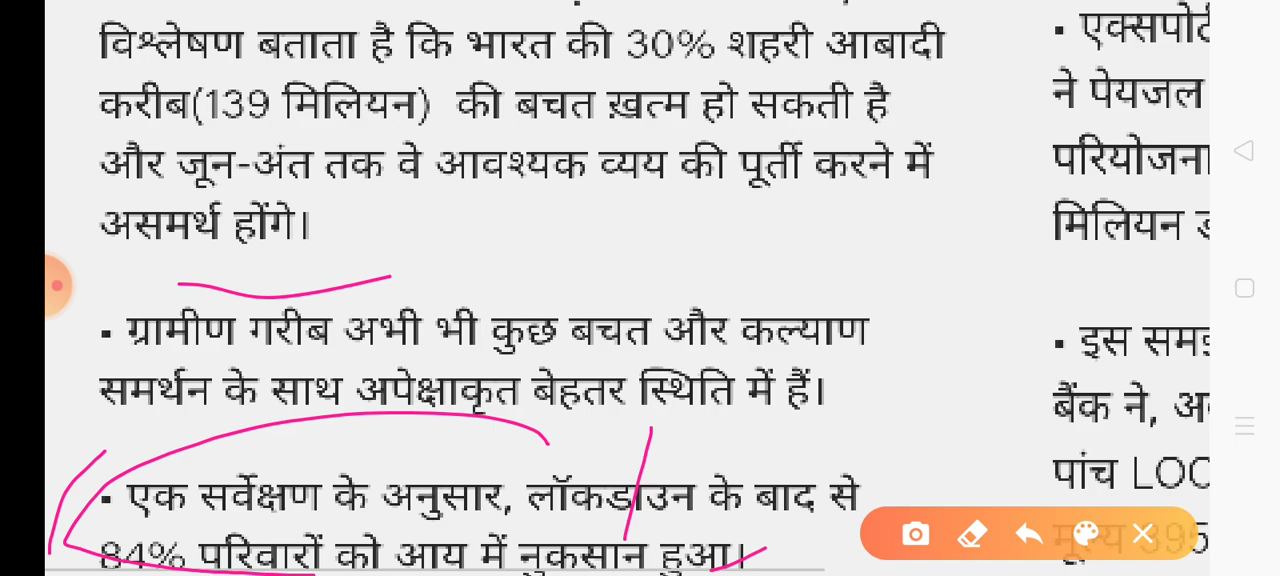 विश्लेषण बताता है कि भारत की 30% शहरी आबादी
करीब(139 मिलियन) की बचत ख़त्म हो सकती है
और जून-अंत तक वे आवश्यक व्यय की पूर्ती करने में
असमर्थ होंगे।
▪ ग्रामीण गरीब अभी भी कुछ बचत और कल्याण
समर्थन के साथ अपेक्षाकृत बेहतर स्थिति में हैं।
▪ एक सर्वेक्षण के अनुसार, लॉकडाउन के बाद से
84% परिवारों को आय में नुकसान हुआ।
▪ एक्सपोर्ट
ने पेयजल
परियोजना
मिलियन
▪ इस
बैंक ने,
पांच LOC
मूल्य 395